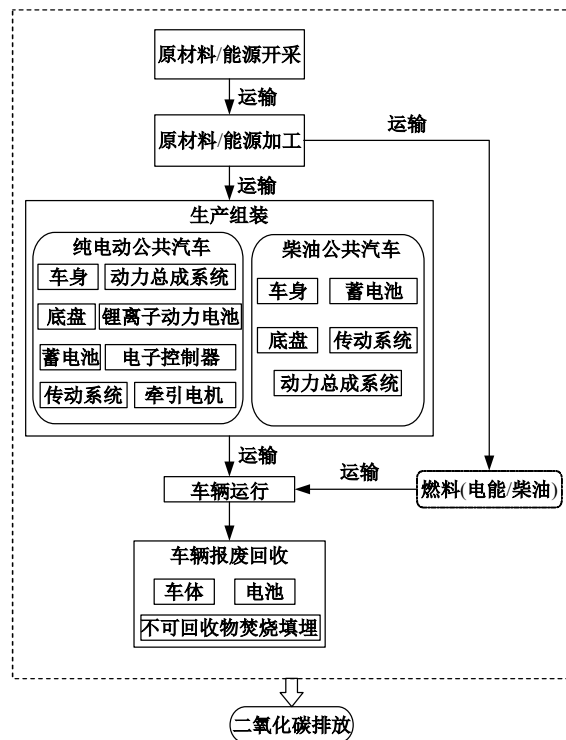 原材料/能源开采
运输
原材料/能源加工
运输
运输
生产组装
纯电动公共汽车
车身
动力总成系统
底盘
锂离子动力电池
蓄电池
电子控制器
传动系统
牵引电机
柴油公共汽车
车身
蓄电池
底盘
传动系统
动力总成系统
运输
运输
车辆运行
燃料(电能/柴油)
车辆报废回收
车体
电池
不可回收物焚烧填埋
二氧化碳排放